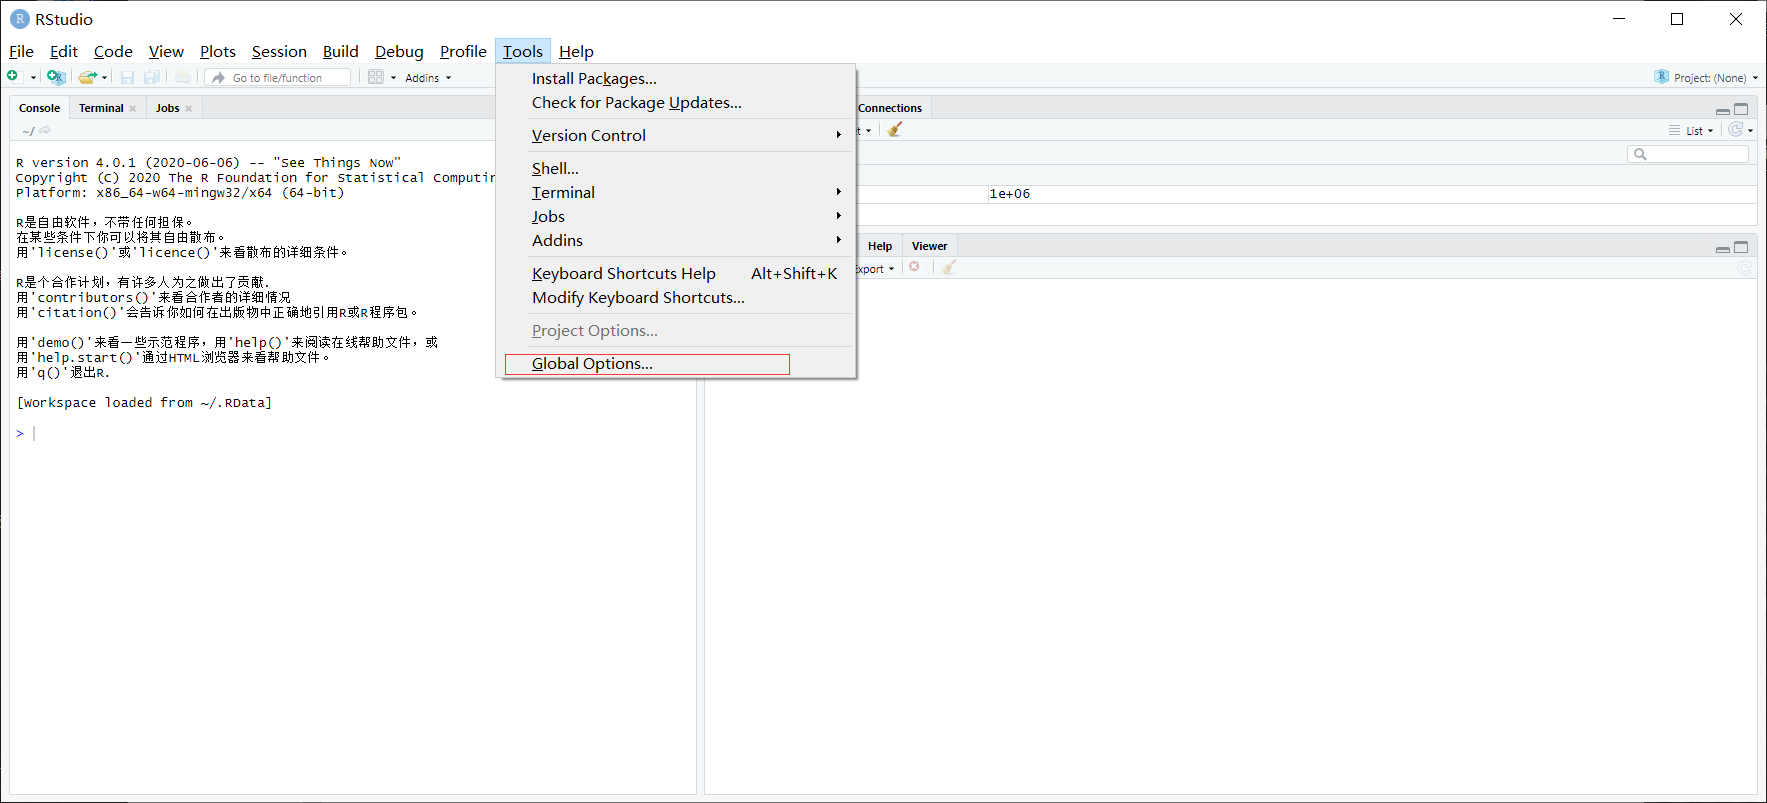 RStudio
File Edit Code View Plots Session Build Debug Profile Tools Help
Go to file/function Addins Project: (None)
Console Terminal Jobs
~/
R version 4.0.1 (2020-06-06) -- "See Things Now"
Copyright (C) 2020 The R Foundation for Statistical Computin
Platform: x86_64-w64-mingw32/x64 (64-bit)
R是自由软件，不带任何担保。
在某些条件下你可以将其自由散布。
用'license()'或'licence()'来看散布的详细条件。
R是个合作计划，有许多人为之做出了贡献.
用'contributors()'来看合作者的详细情况
用'citation()'会告诉你如何在出版物中正确地引用R或R程序包。
用'demo()'来看一些示范程序，用'help()'来阅读在线帮助文件，或
用'help.start()'通过HTML浏览器来看帮助文件。
用'q()'退出R.
[Workspace loaded from ~/.RData]
>
Install Packages...
Check for Package Updates...
Version Control
Shell...
Terminal
Jobs
Addins
Keyboard Shortcuts Help Alt+Shift+K
Modify Keyboard Shortcuts...
Project Options...
Global Options...
Connections
List
1e+06
Help Viewer
xport